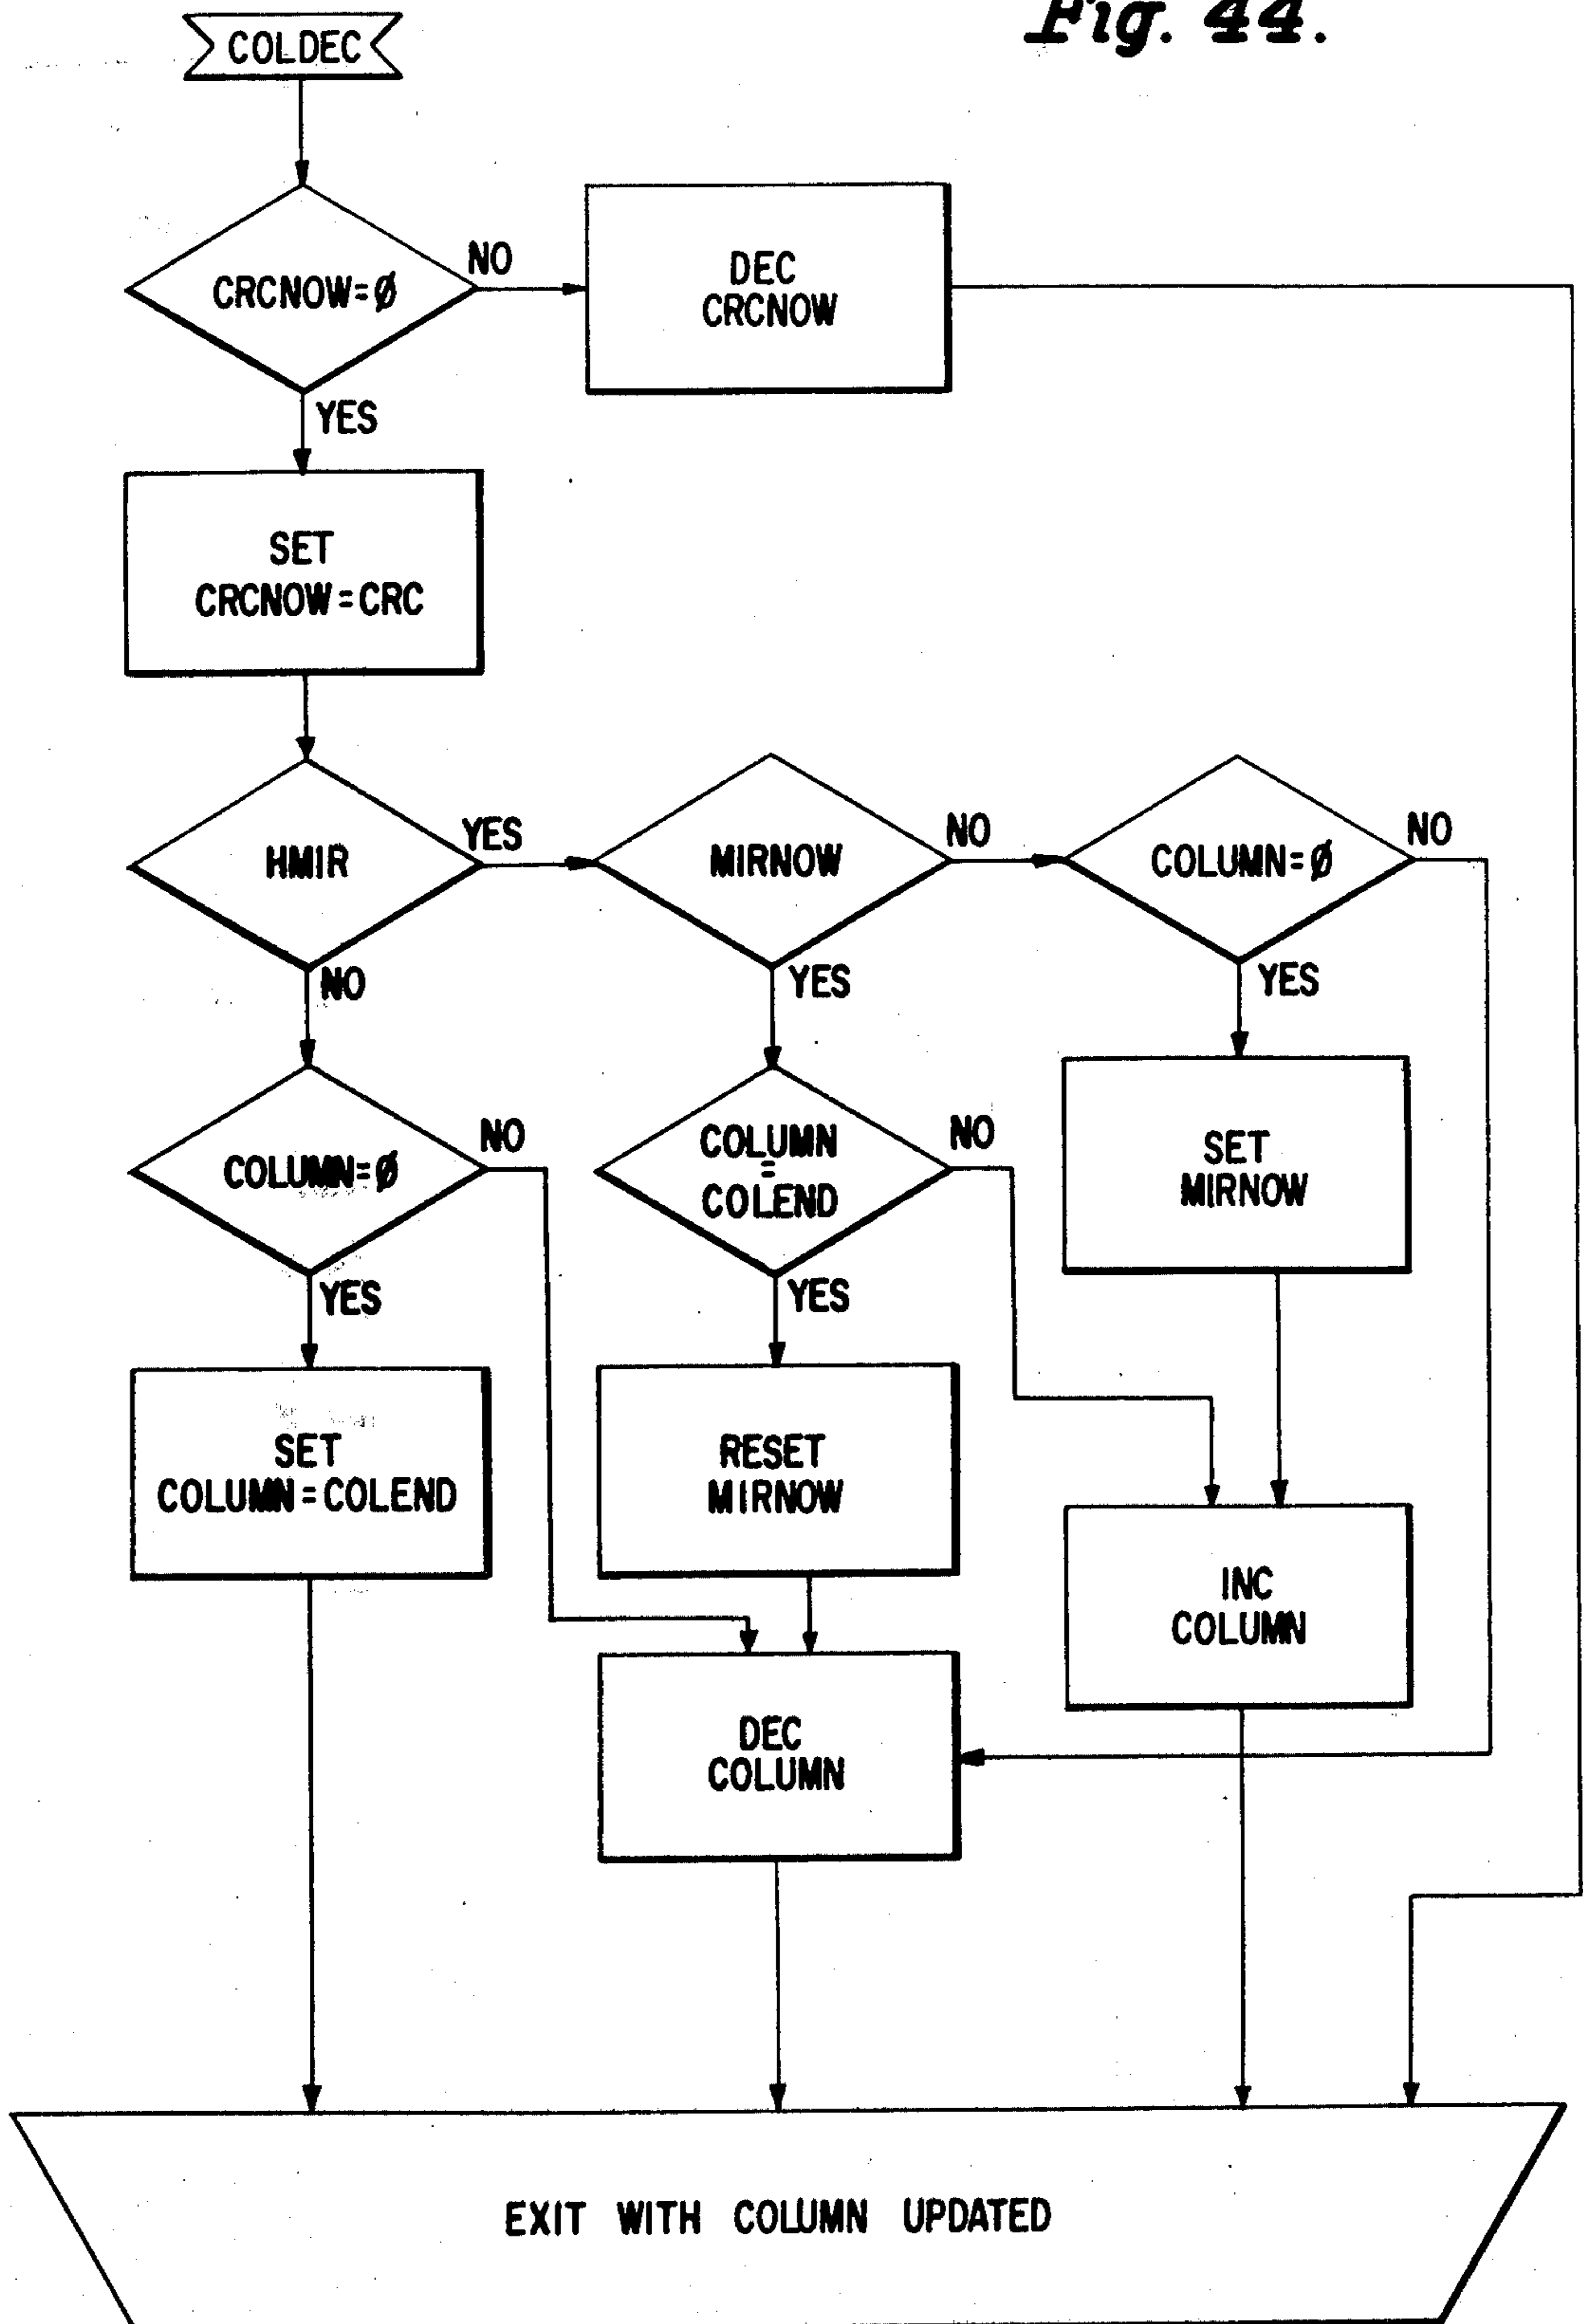 Fig. 44.
COLDEC
CRCNOW=Ø
NO
DEC
CRCNOW
YES
SET
CRCNOW=CRC
HMIR
YES
MIRNOW
NO
COLUMN=Ø
NO
NO
YES
YES
COLUMN=Ø
NO
COLUMN
=
COLEND
NO
SET
MIRNOW
YES
YES
SET
COLUMN=COLEND
RESET
MIRNOW
INC
COLUMN
DEC
COLUMN
EXIT WITH COLUMN UPDATED